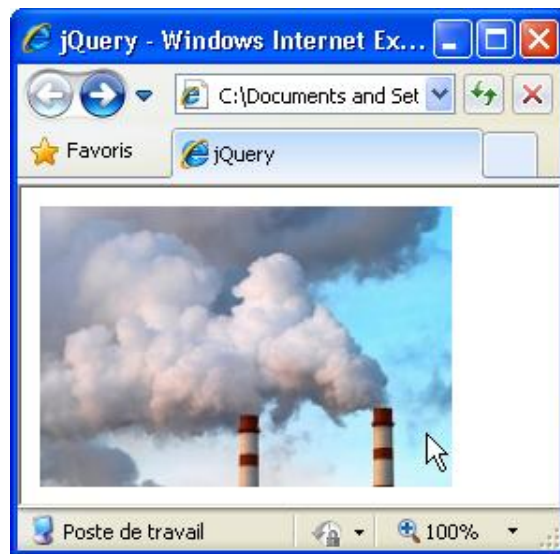 jQuery - Windows Internet Ex...
C:\Documents and Set
Favoris
jQuery
Poste de travail
100%